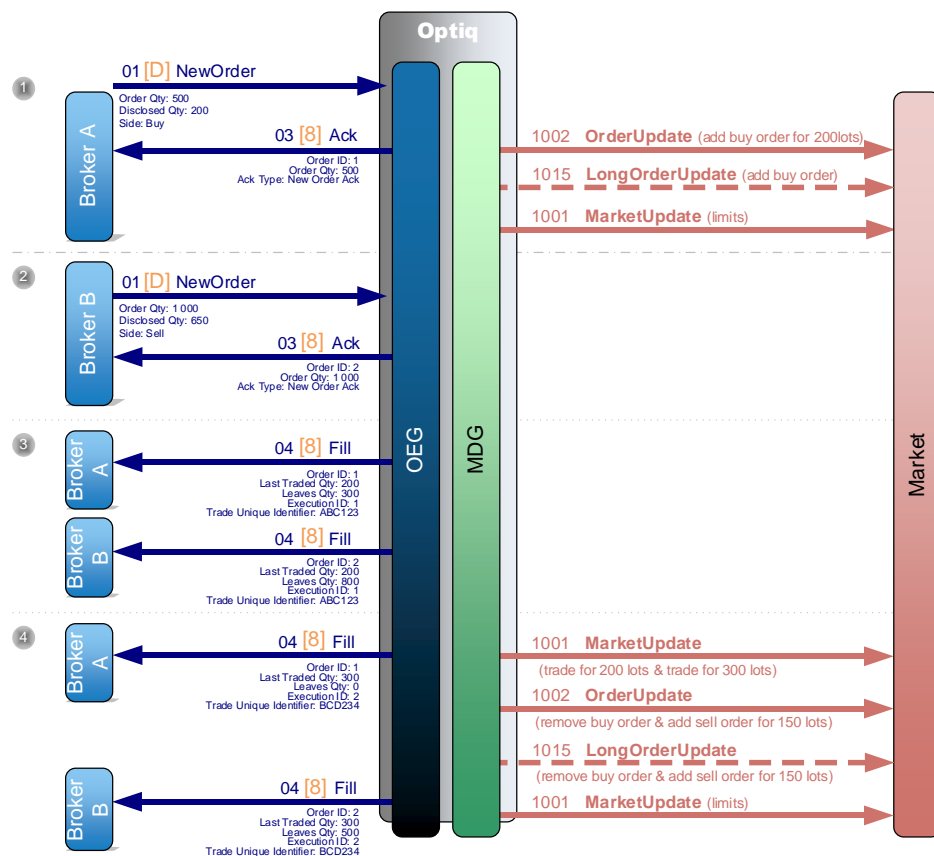 Optiq
1
01 [D] NewOrder
Order Qty: 500
Disclosed Qty: 200
Side: Buy
Broker A
03 [8] Ack
Order ID: 1
Order Qty: 500
Ack Type: New Order Ack
1002 OrderUpdate (add buy order for 200lots)
1015 LongOrderUpdate (add buy order)
1001 MarketUpdate (limits)
2
01 [D] NewOrder
Order Qty: 1 000
Disclosed Qty: 650
Side: Sell
Broker B
03 [8] Ack
Order ID: 2
Order Qty: 1 000
Ack Type: New Order Ack
OEG
MDG
Market
3
Broker
A
04 [8] Fill
Order ID: 1
Last Traded Qty: 200
Leaves Qty: 300
Execution ID: 1
Trade Unique Identifier: ABC123
Broker
B
04 [8] Fill
Order ID: 2
Last Traded Qty: 200
Leaves Qty: 800
Execution ID: 1
Trade Unique Identifier: ABC123
4
Broker
A
04 [8] Fill
Order ID: 1
Last Traded Qty: 300
Leaves Qty: 0
Execution ID: 2
Trade Unique Identifier: BCD234
1001 MarketUpdate
(trade for 200 lots & trade for 300 lots)
1002 OrderUpdate
(remove buy order & add sell order for 150 lots)
1015 LongOrderUpdate
(remove buy order & add sell order for 150 lots)
1001 MarketUpdate (limits)
Broker
B
04 [8] Fill
Order ID: 2
Last Traded Qty: 300
Leaves Qty: 500
Execution ID: 2
Trade Unique Identifier: BCD234